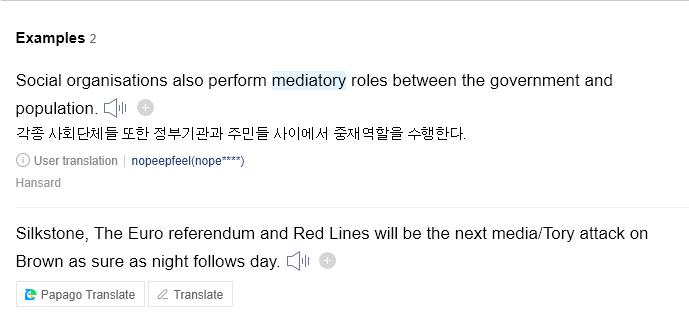 Examples 2
Social organisations also perform mediatory roles between the government and
population.
각종 사회단체들 또한 정부기관과 주민들 사이에서 중재역할을 수행한다.
User translation | nopeepfeel(nope****)
Hansard
Silkstone, The Euro referendum and Red Lines will be the next media/Tory attack on
Brown as sure as night follows day.
Papago Translate Translate